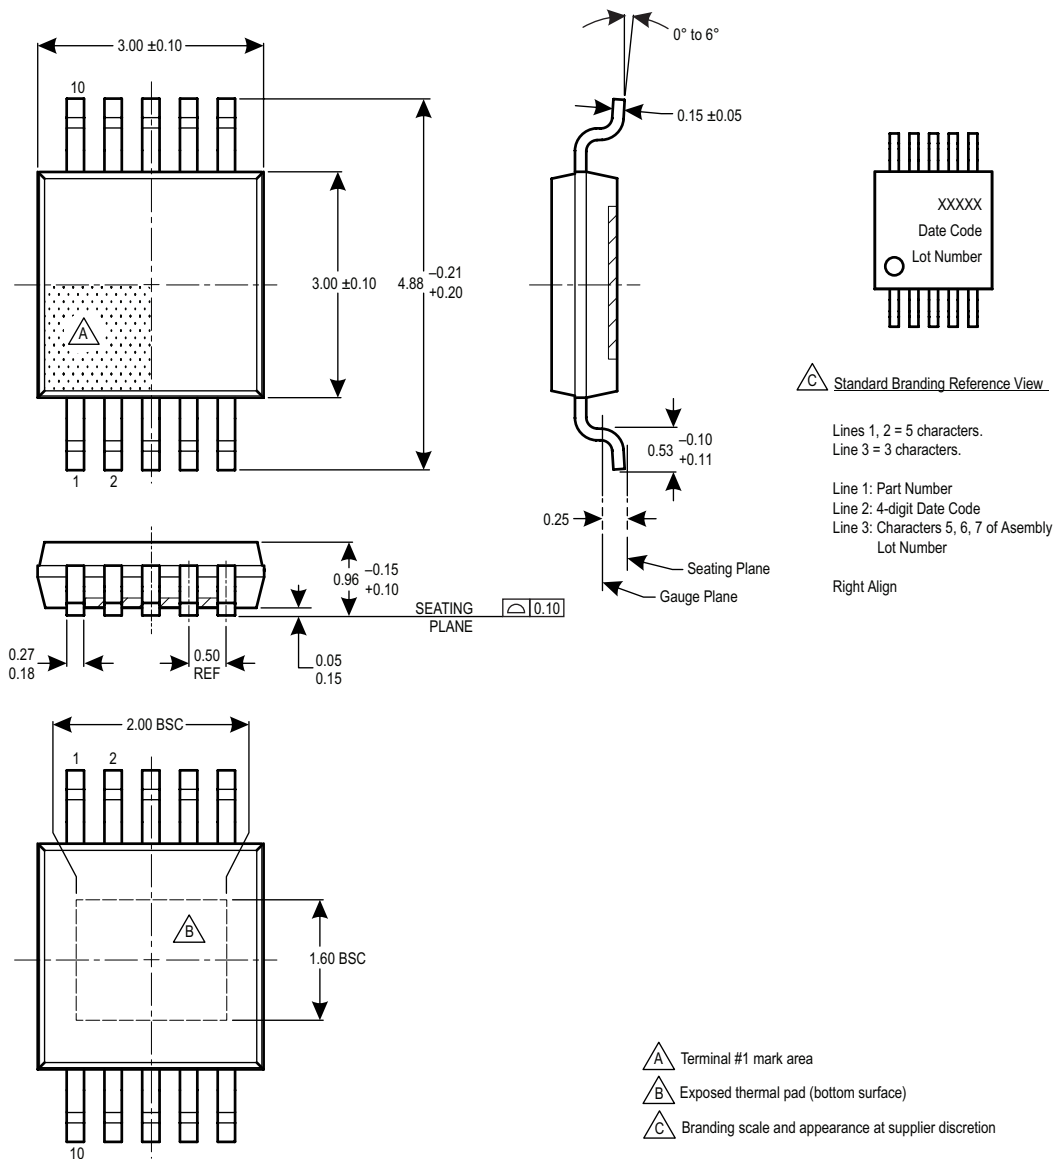 3.00 ±0.10
10
3.00 ±0.10
4.88 –0.21
+0.20
A
1 2
0° to 6°
0.15 ±0.05
0.53 –0.10
+0.11
0.25
Seating Plane
Gauge Plane
XXXXX
Date Code
Lot Number
C Standard Branding Reference View
Lines 1, 2 = 5 characters.
Line 3 = 3 characters.
Line 1: Part Number
Line 2: 4-digit Date Code
Line 3: Characters 5, 6, 7 of Asembly
Lot Number
Right Align
0.96 –0.15
+0.10
SEATING
PLANE
0.10
0.27
0.18
0.50
REF
0.05
0.15
2.00 BSC
1 2
B
1.60 BSC
10
A Terminal #1 mark area
B Exposed thermal pad (bottom surface)
C Branding scale and appearance at supplier discretion